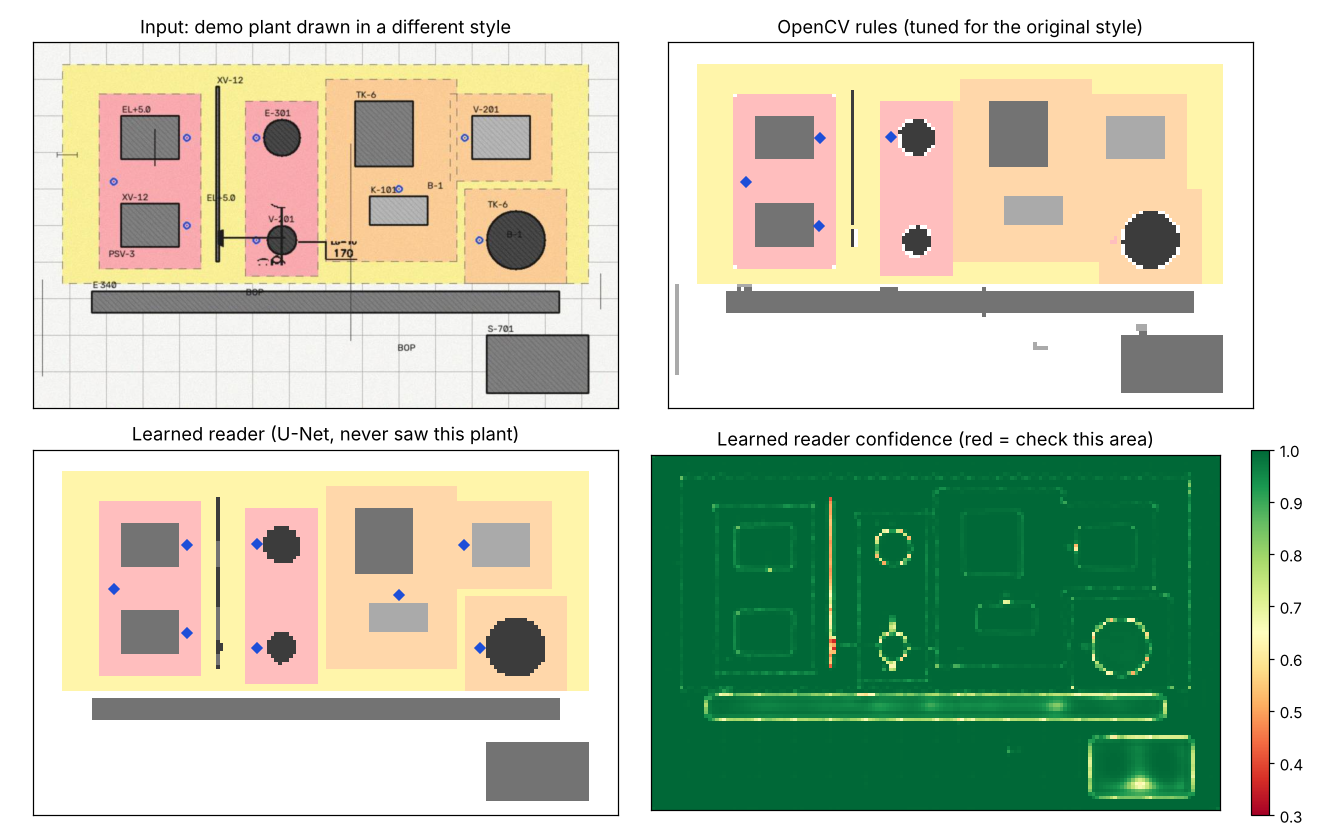 Input: demo plant drawn in a different style
OpenCV rules (tuned for the original style)
XV-12
TK-6
EL+5.0
E-301
V-201
K-101
B-1
XV-12
EL+5.0
TK-6
V-201
B-1
PSV-3
170
E 340
BOP
S-701
BOP
Learned reader (U-Net, never saw this plant)
Learned reader confidence (red = check this area)
1.0
0.9
0.8
0.7
0.6
0.5
0.4
0.3